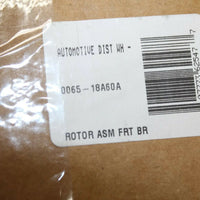 AUTOMOTIVE DIST WH -
0065-18A60A
ROTOR ASM FRT BR